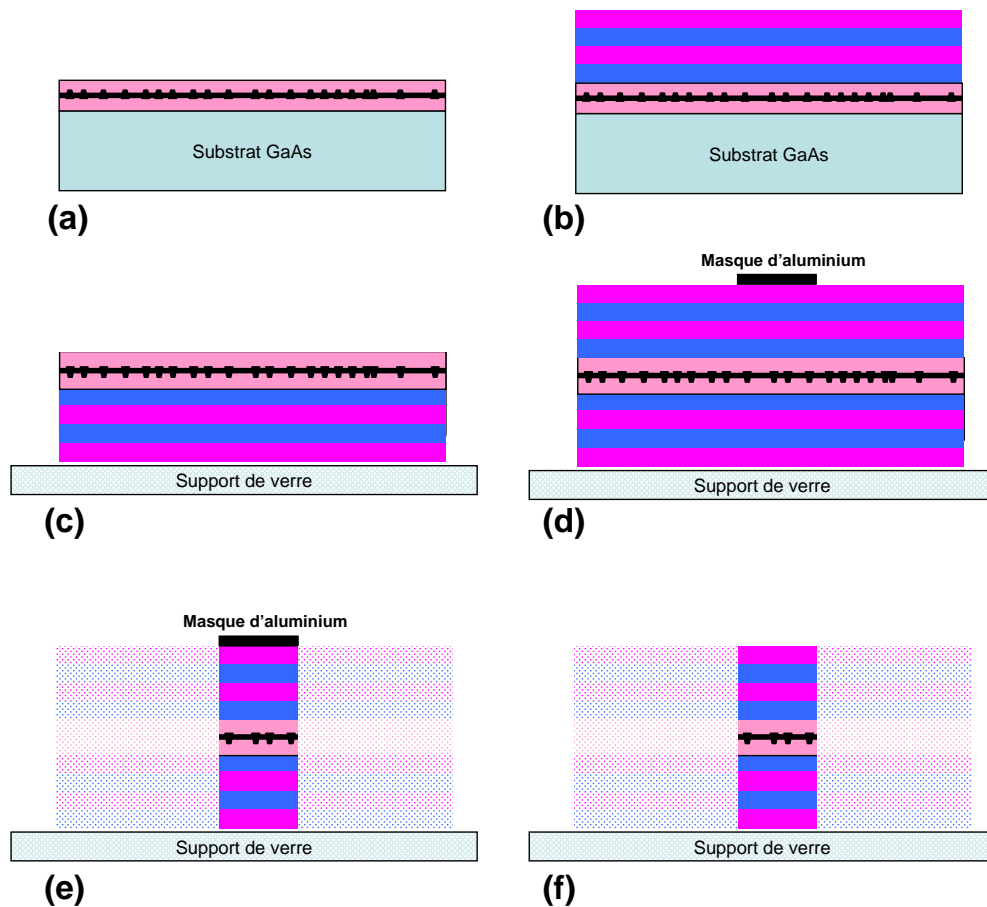 Substrat GaAs
(a)
Substrat GaAs
(b)
Support de verre
(c)
Masque d'aluminium
Support de verre
(d)
Masque d'aluminium
Support de verre
(e)
Support de verre
(f)